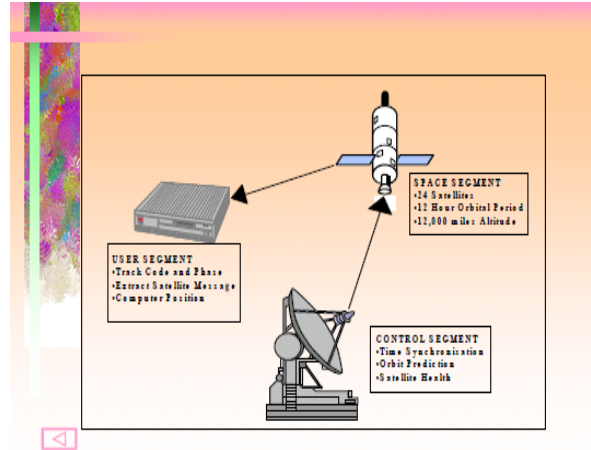 SPACE SEGMENT
•24 Satellites
•12 Hour Orbital Period
•12,000 miles Altitude
USER SEGMENT
•Track Code and Phase
•Extract Satellite Message
•Computer Position
CONTROL SEGMENT
•Time Synchronisation
•Orbit Prediction
•Satellite Health